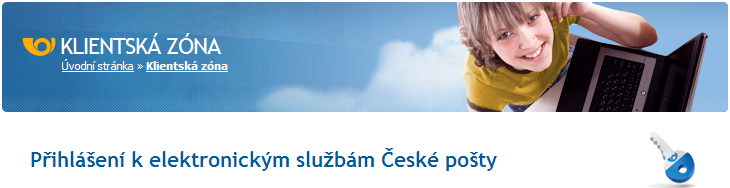 KLIENTSKÁ ZÓNA
Úvodní stránka » Klientská zóna
Přihlášení k elektronickým službám České pošty